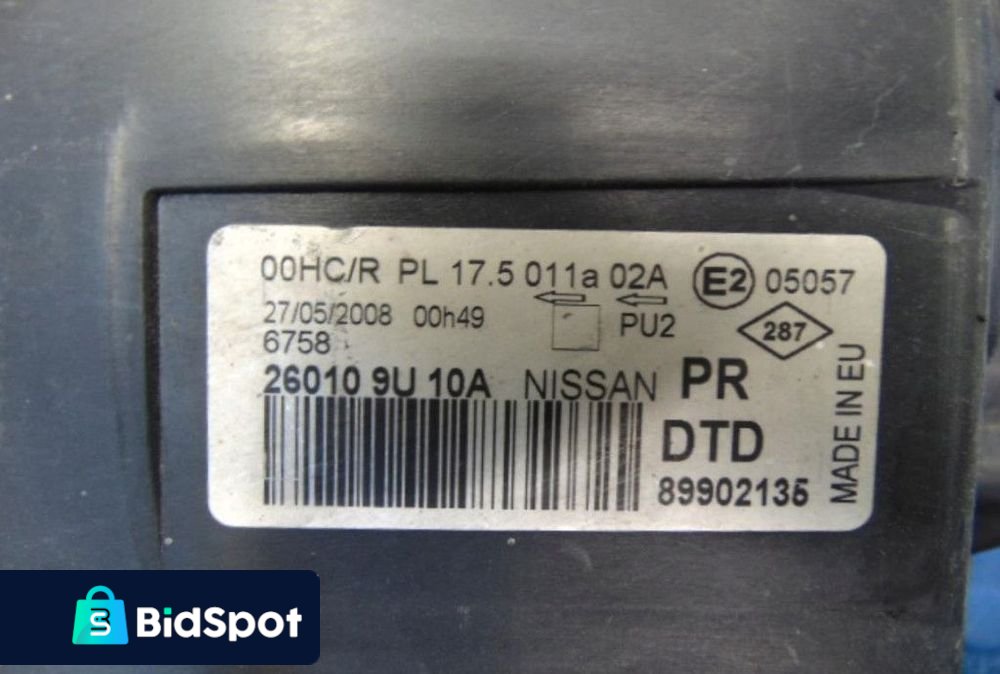 00HC/R PL 17.5 011a 02A E2 05057
27/05/2008 00h49 PU2 287
6758
26010 9U 10A NISSAN PR
DTD
89902135
MADE IN EU
BidSpot